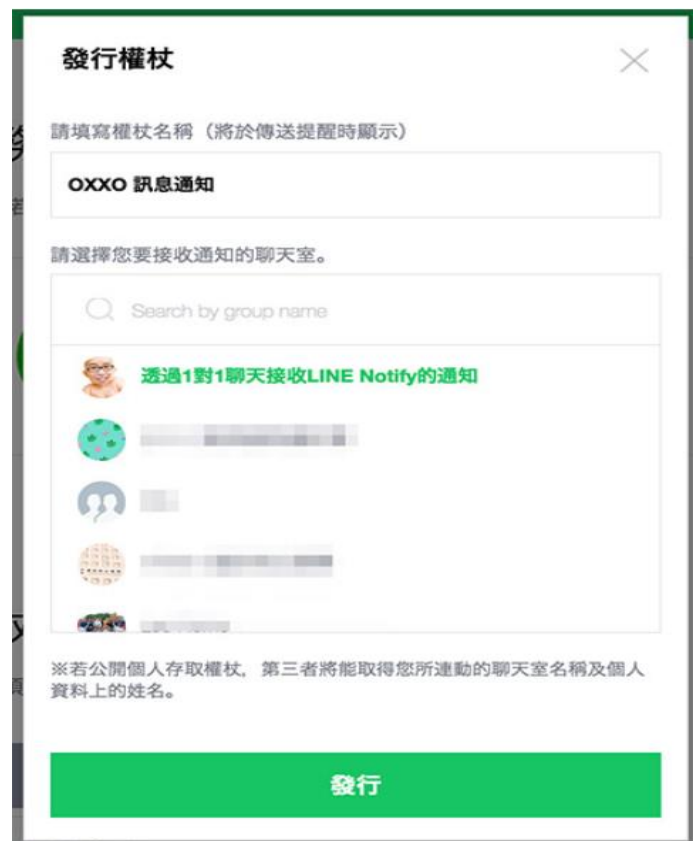 發行權杖
請填寫權杖名稱（將於傳送提醒時顯示）
OXXO 訊息通知
請選擇您要接收通知的聊天室。
Search by group name
透過1對1聊天接收LINE Notify的通知
※若公開個人存取權杖，第三者將能取得您所連動的聊天室名稱及個人
資料上的姓名。
發行